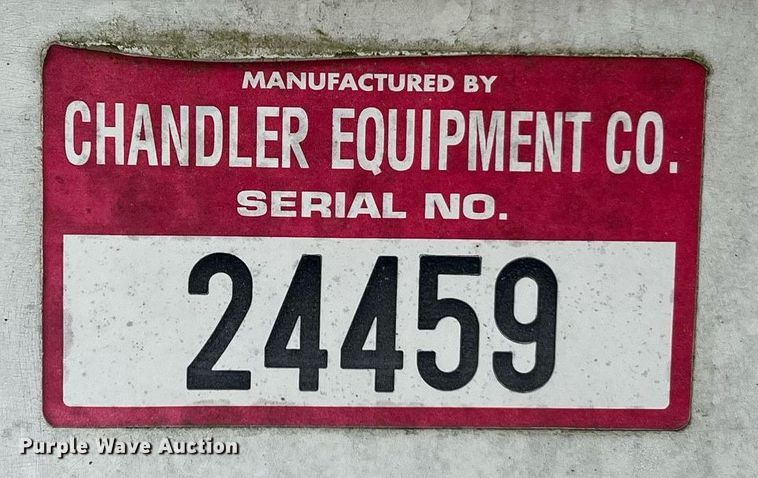 MANUFACTURED BY
CHANDLER EQUIPMENT CO.
SERIAL NO.
24459
Purple Wave Auction